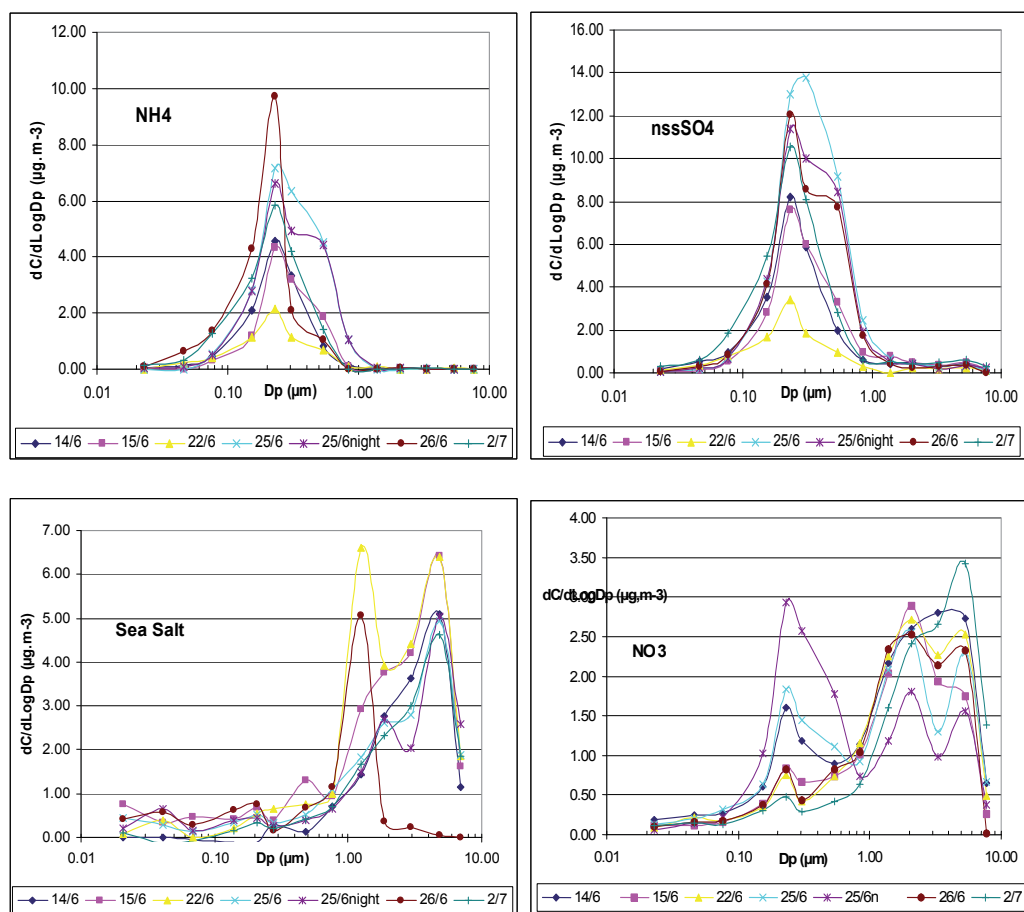 12.00
10.00
8.00
6.00
4.00
2.00
0.00
dC/dLogDp (µg.m-3)
NH4
0.01 0.10 1.00 10.00
Dp (µm)
14/6 15/6 22/6 25/6 25/6night 26/6 2/7
16.00
14.00
12.00
10.00
8.00
6.00
4.00
2.00
0.00
dC/dLogDp (µg.m-3)
nssSO4
0.01 0.10 1.00 10.00
Dp (µm)
14/6 15/6 22/6 25/6 25/6night 26/6 2/7
7.00
6.00
5.00
4.00
3.00
2.00
1.00
0.00
dC/dLogDp (µg.m-3)
Sea Salt
0.01 0.10 1.00 10.00
Dp (µm)
14/6 15/6 22/6 25/6 25/6night 26/6 2/7
4.00
3.50
3.00
2.50
2.00
1.50
1.00
0.50
0.00
dC/dLogDp (µg,m-3)
NO3
0.01 0.10 1.00 10.00
Dp (µm)
14/6 15/6 22/6 25/6 25/6n 26/6 2/7